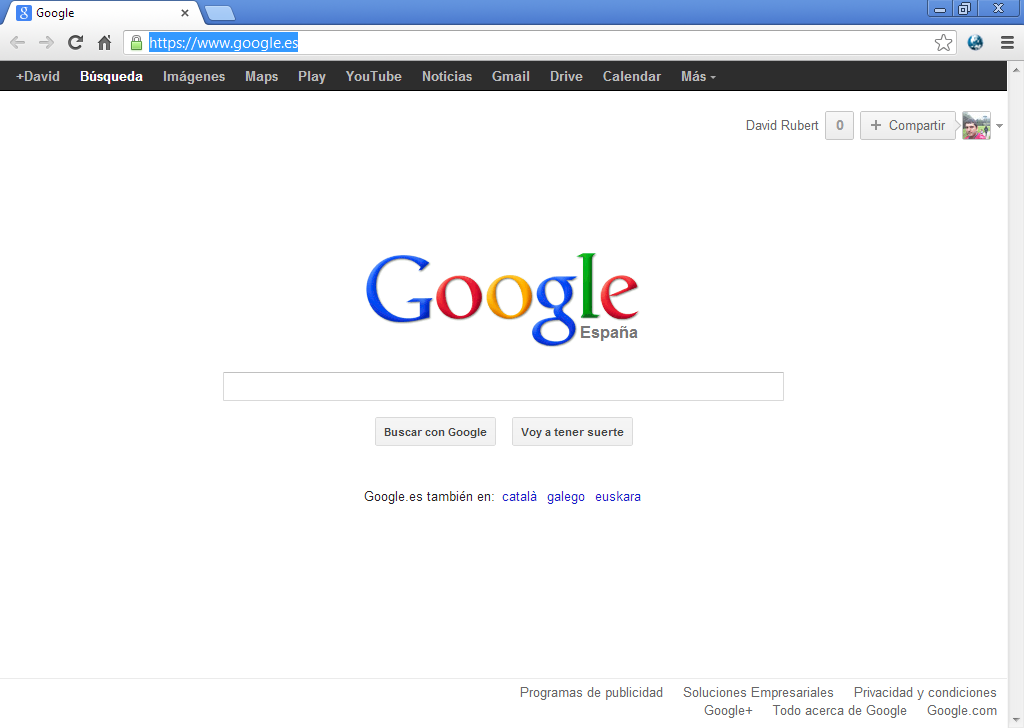 Google
https://www.google.es
+David Búsqueda Imágenes Maps Play YouTube Noticias Gmail Drive Calendar Más
David Rubert 0 + Compartir
Google
España
Buscar con Google Voy a tener suerte
Google.es también en: català galego euskara
Programas de publicidad Soluciones Empresariales Privacidad y condiciones
Google+ Todo acerca de Google Google.com